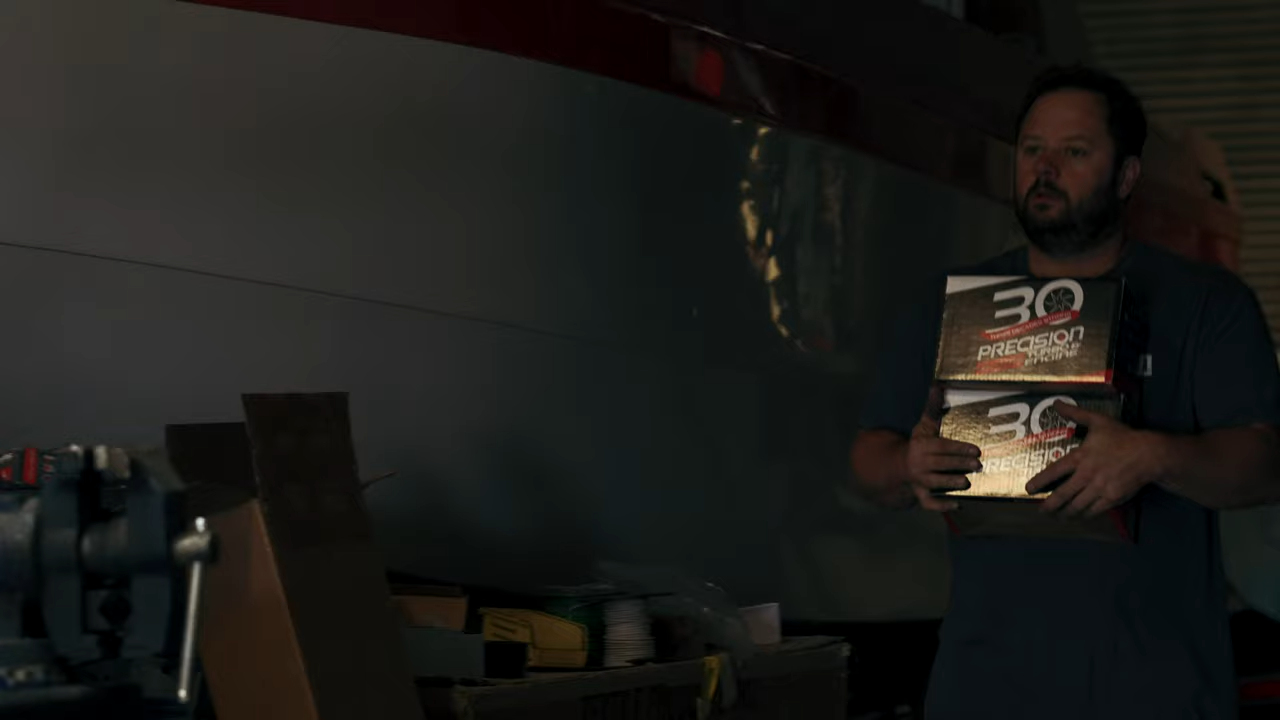 30
PRECISION
TURBO &
ENGINE
30
PRECISION